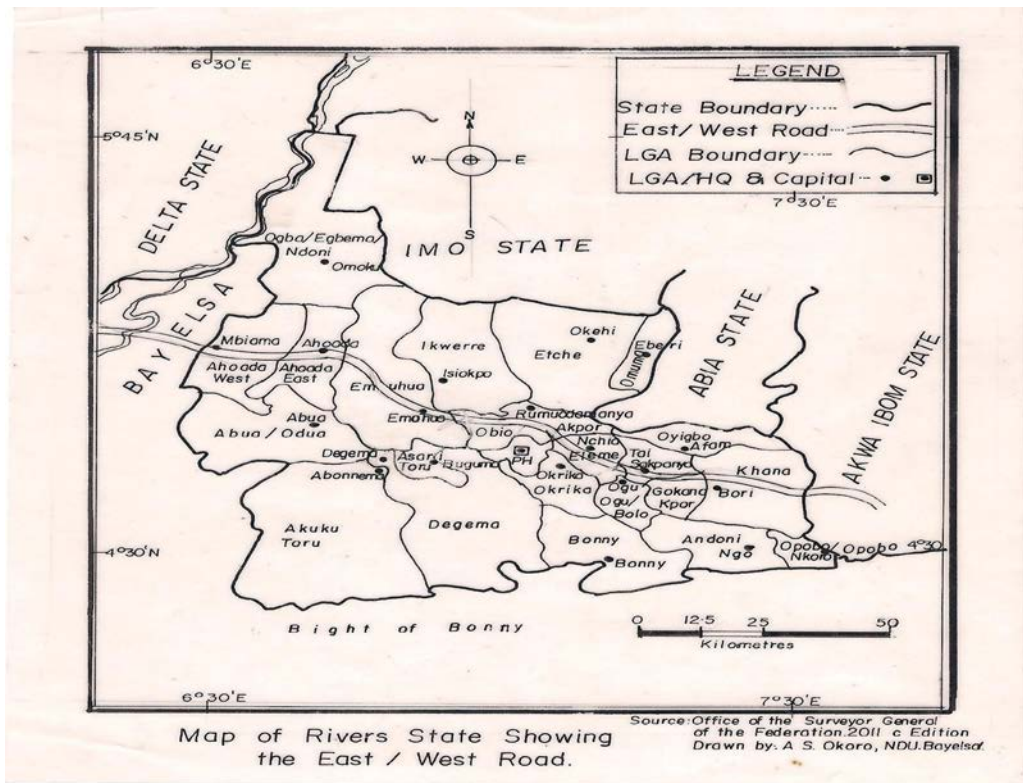 6°30'E
LEGEND
State Boundary
East/West Road
LGA Boundary
LGA/HQ & Capital
5°45'N
7°30'E
N
W E
S
DELTA STATE
IMO STATE
BAYELSA
ABIA STATE
AKWA IBOM STATE
Ogba/Egbema/
Ndoni
Omoku
Mbiama
Ahoada
Ahoada
West
Ahoada
East
Emuhua
Ikwerre
Isiokpo
Okehi
Etche
Eberi
Omuma
Emahua
Rumuodamanya
Abua
Abua/Odua
Obio
Akpor
Nchia
Eleme
Tai
Sakpanya
Oyigbo
Afam
Khana
Degema
Abonnema
Asari
Toru
Buguma
PH
Okrika
Okrika
Ogu
Ogu/
Bolo
Gokana
Kpor
Bori
Akuku
Toru
Degema
Bonny
Bonny
Andoni
Ngo
Opobo/
Nkoro
Opobo
4°30'N
4°30
Bight of Bonny
0 12·5 25 50
Kilometres
6°30'E
7°30'E
Map of Rivers State Showing
the East / West Road.
Source:Office of the Surveyor General
of the Federation.2011 c Edition
Drawn by: A S. Okoro, NDU.Bayelsa.